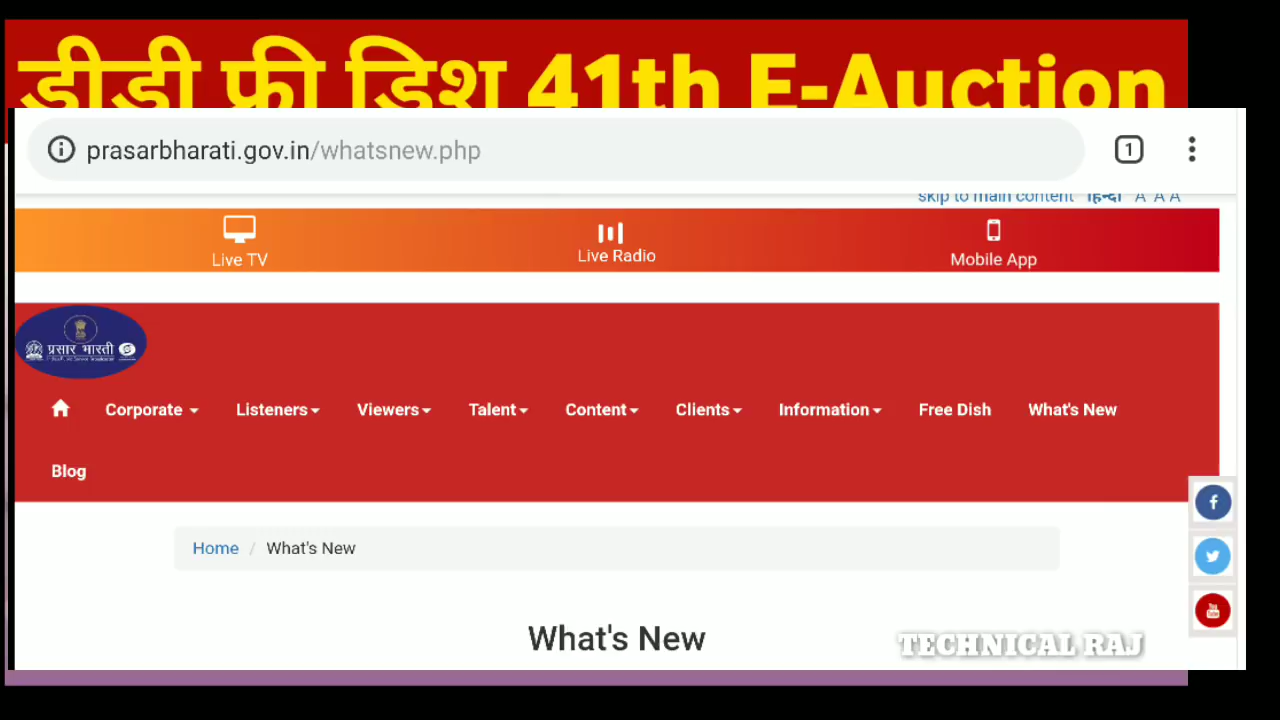 डीडी फ्री डिश 41th E-Auction
prasarbharati.gov.in/whatsnew.php
1
skip to main content हिन्दी A A A
Live TV
Live Radio
Mobile App
प्रसार भारती
Corporate
Listeners
Viewers
Talent
Content
Clients
Information
Free Dish
What's New
Blog
Home / What's New
What's New
TECHNICAL RAJ